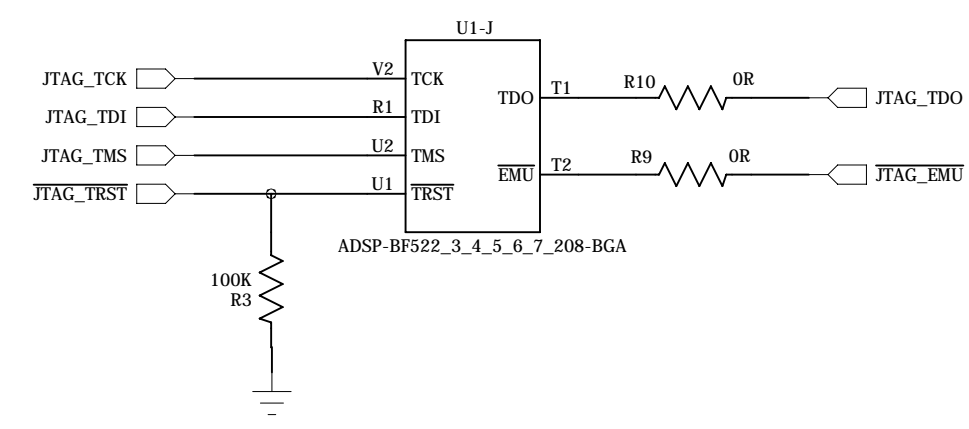 U1-J
JTAG_TCK V2 TCK
TDO T1 R10 0R JTAG_TDO
JTAG_TDI R1 TDI
JTAG_TMS U2 TMS
EMU T2 R9 0R JTAG_EMU
JTAG_TRST U1 TRST
ADSP-BF522_3_4_5_6_7_208-BGA
100K
R3